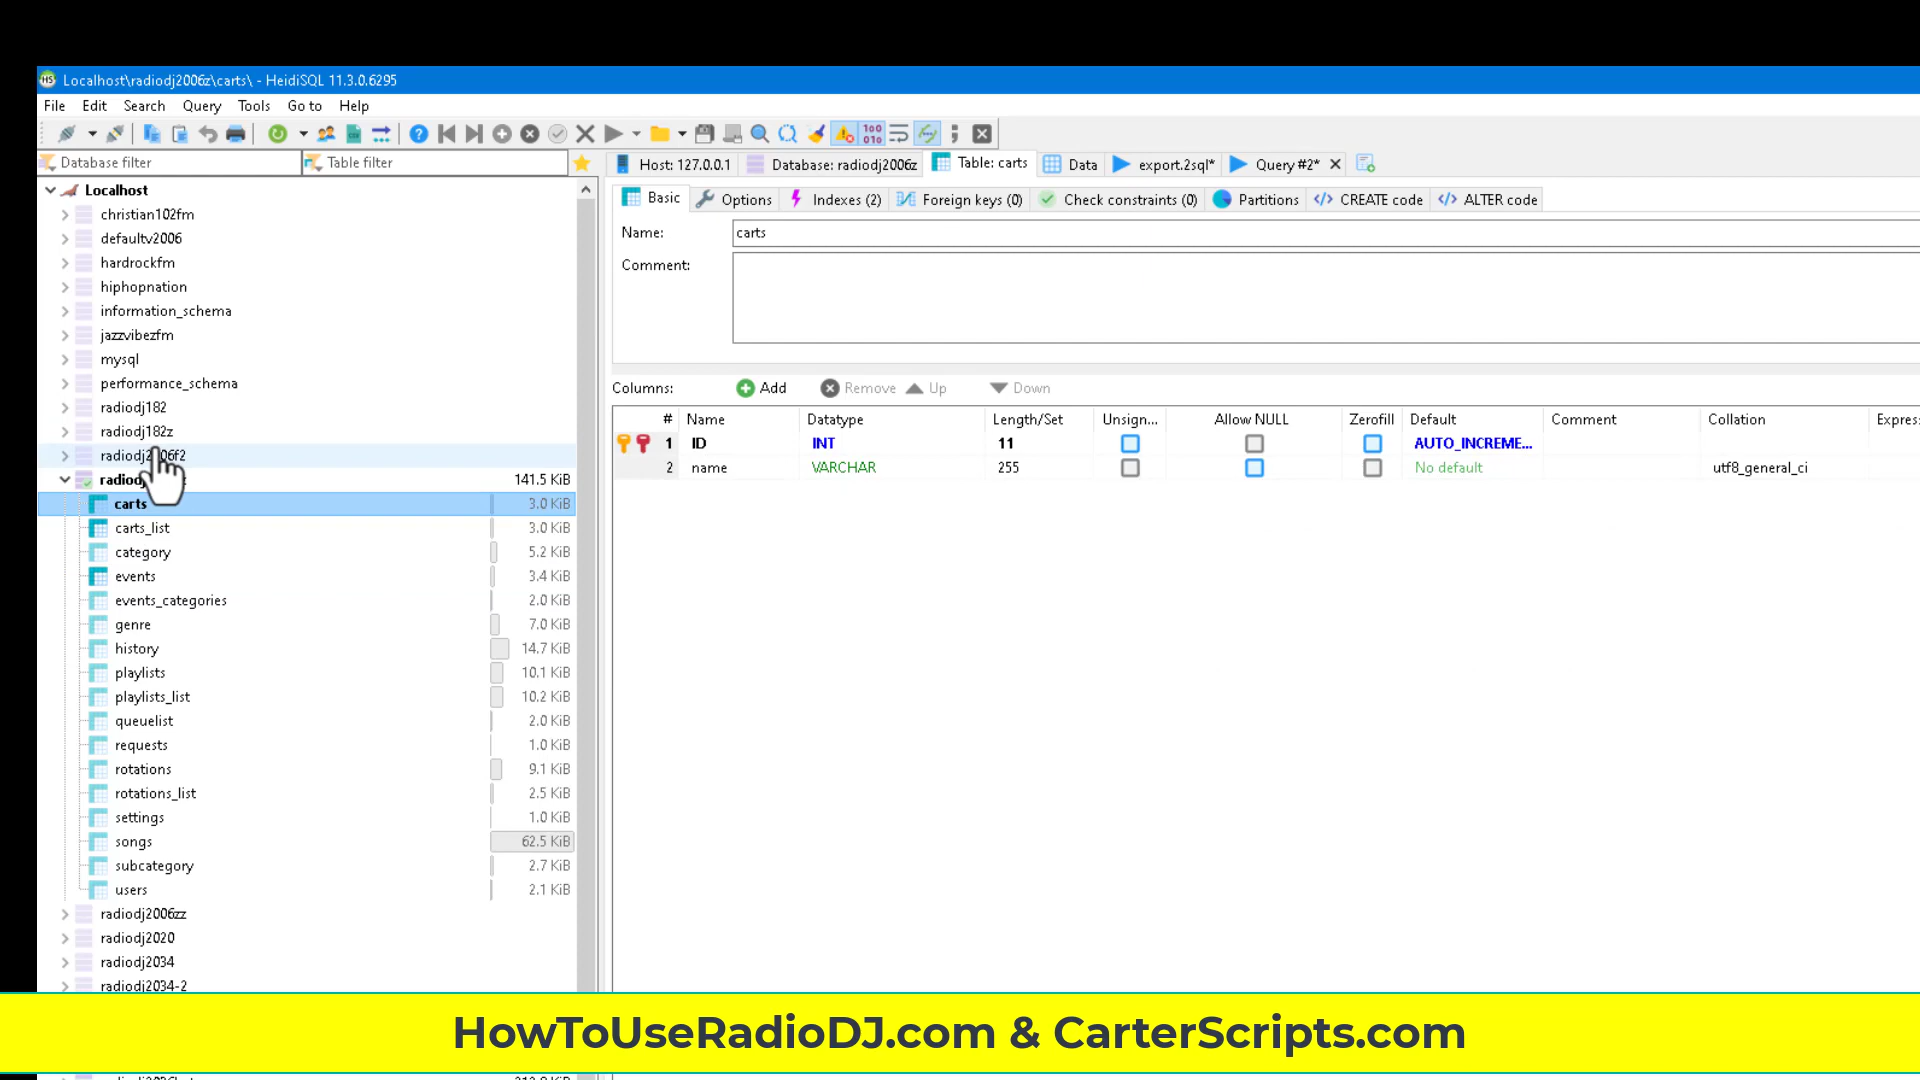 Localhost\radiodj2006z\carts\ - HeidiSQL 11.3.0.6295
File Edit Search Query Tools Go to Help
Database filter Table filter Host: 127.0.0.1 Database: radiodj2006z Table: carts Data export.2sql* Query #2*
Basic Options Indexes (2) Foreign keys (0) Check constraints (0) Partitions CREATE code ALTER code
Name: carts
Comment:
Columns: Add Remove Up Down
# Name Datatype Length/Set Unsign... Allow NULL Zerofill Default Comment Collation Express
1 ID INT 11 AUTO_INCREME...
2 name VARCHAR 255 No default utf8_general_ci
Localhost
christian102fm
defaultv2006
hardrockfm
hiphopnation
information_schema
jazzvibezfm
mysql
performance_schema
radiodj182
radiodj182z
radiodj2006f2
141.5 KiB
carts 3.0 KiB
carts_list 3.0 KiB
category 5.2 KiB
events 3.4 KiB
events_categories 2.0 KiB
genre 7.0 KiB
history 14.7 KiB
playlists 10.1 KiB
playlists_list 10.2 KiB
queuelist 2.0 KiB
requests 1.0 KiB
rotations 9.1 KiB
rotations_list 2.5 KiB
settings 1.0 KiB
songs 62.5 KiB
subcategory 2.7 KiB
users 2.1 KiB
radiodj2006zz
radiodj2020
radiodj2034
radiodj2034-2
HowToUseRadioDJ.com & CarterScripts.com